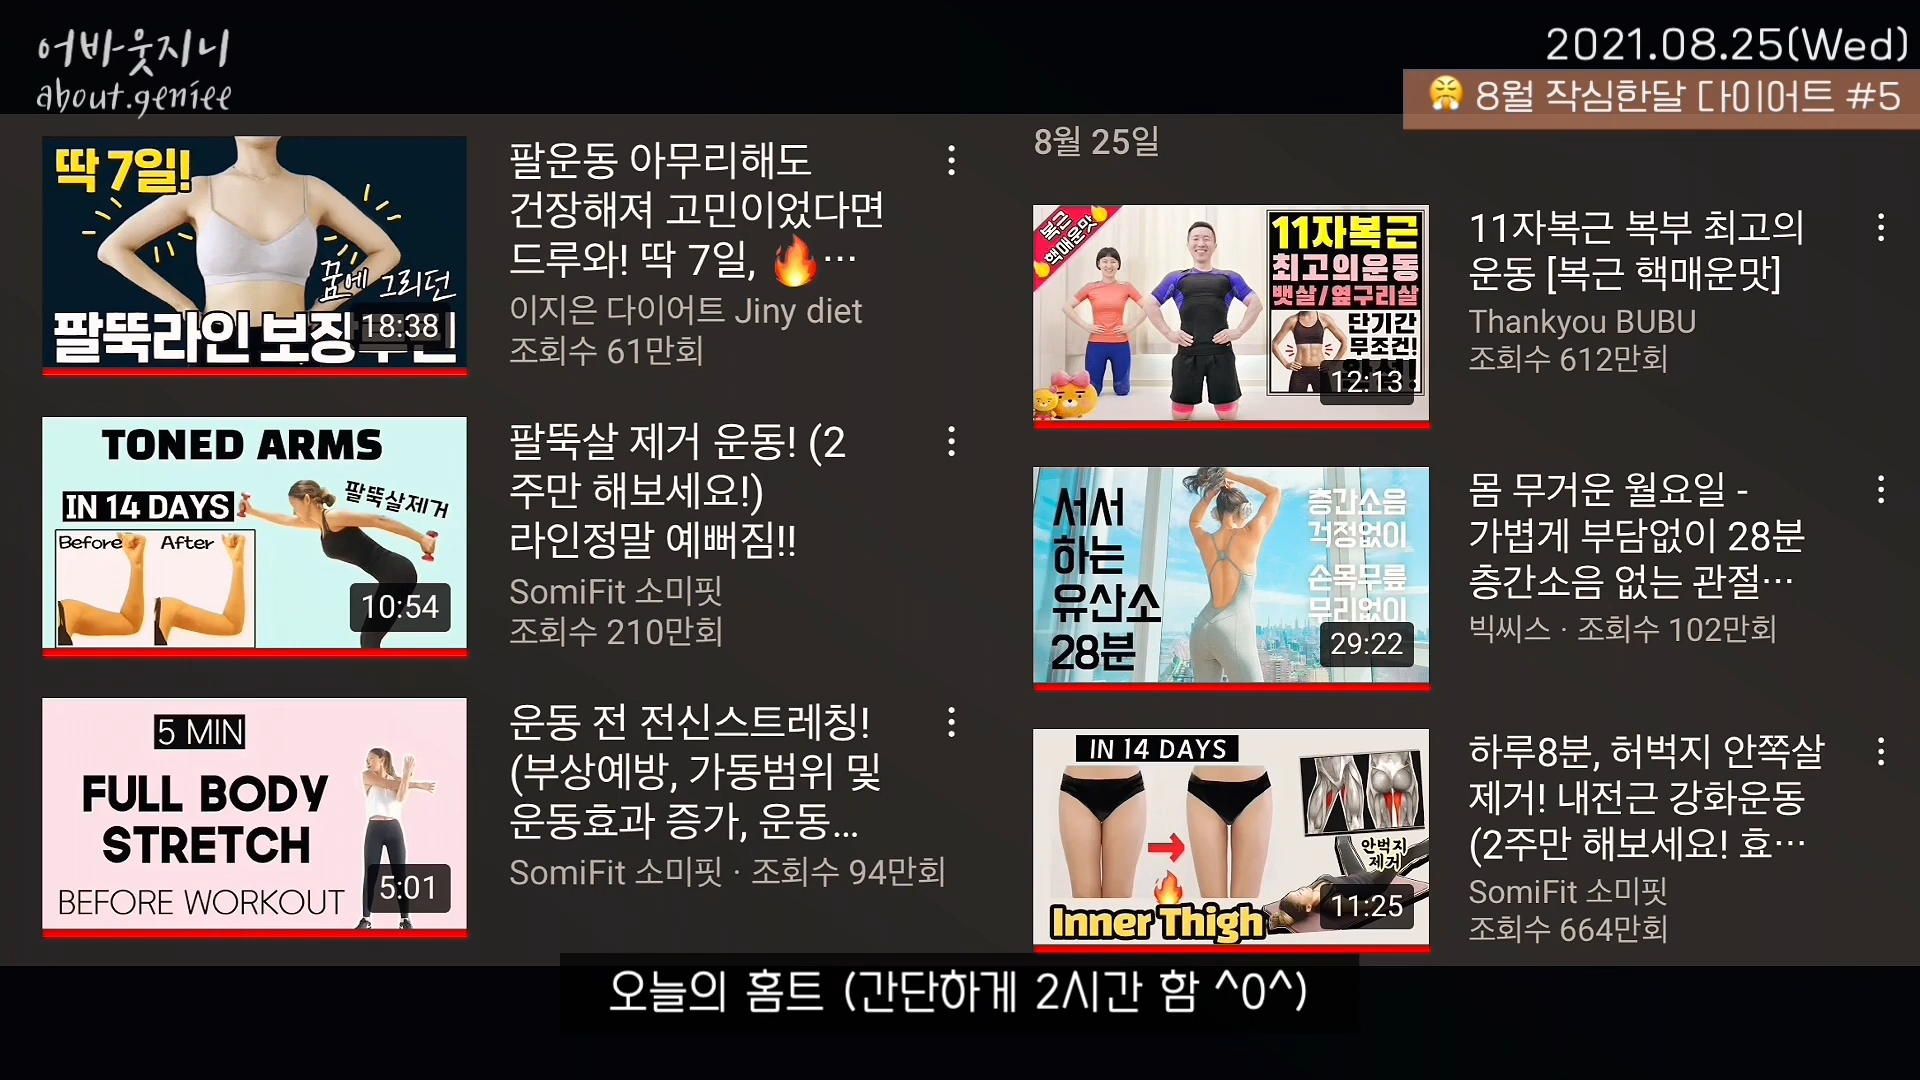 어바웃지니
about.geniee
2021.08.25(Wed)
8월 작심한달 다이어트 #5
딱 7일!
꿈에 그리던
팔뚝라인 보장
18:38
팔운동 아무리해도
건장해져 고민이었다면
드루와! 딱 7일, 🔥…
이지은 다이어트 Jiny diet
조회수 61만회
TONED ARMS
IN 14 DAYS
팔뚝살제거
Before
After
10:54
팔뚝살 제거 운동! (2
주만 해보세요!)
라인정말 예뻐짐!!
SomiFit 소미핏
조회수 210만회
5 MIN
FULL BODY
STRETCH
BEFORE WORKOUT
5:01
운동 전 전신스트레칭!
(부상예방, 가동범위 및
운동효과 증가, 운동...
SomiFit 소미핏 · 조회수 94만회
8월 25일
복근
핵매운맛
11자복근
최고의운동
뱃살/옆구리살
단기간
무조건!
12:13
11자복근 복부 최고의
운동 [복근 핵매운맛]
Thankyou BUBU
조회수 612만회
서서
하는
유산소
28분
층간소음
걱정없이
손목무릎
무리없이
29:22
몸 무거운 월요일 -
가볍게 부담없이 28분
층간소음 없는 관절…
빅씨스 · 조회수 102만회
IN 14 DAYS
안벅지
제거
Inner Thigh
11:25
하루8분, 허벅지 안쪽살
제거! 내전근 강화운동
(2주만 해보세요! 효…
SomiFit 소미핏
조회수 664만회
오늘의 홈트 (간단하게 2시간 함 ^0^)